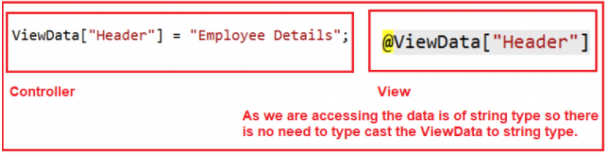 ViewData["Header"] = "Employee Details";
@ViewData["Header"]
Controller
View
As we are accessing the data is of string type so there
is no need to type cast the ViewData to string type.